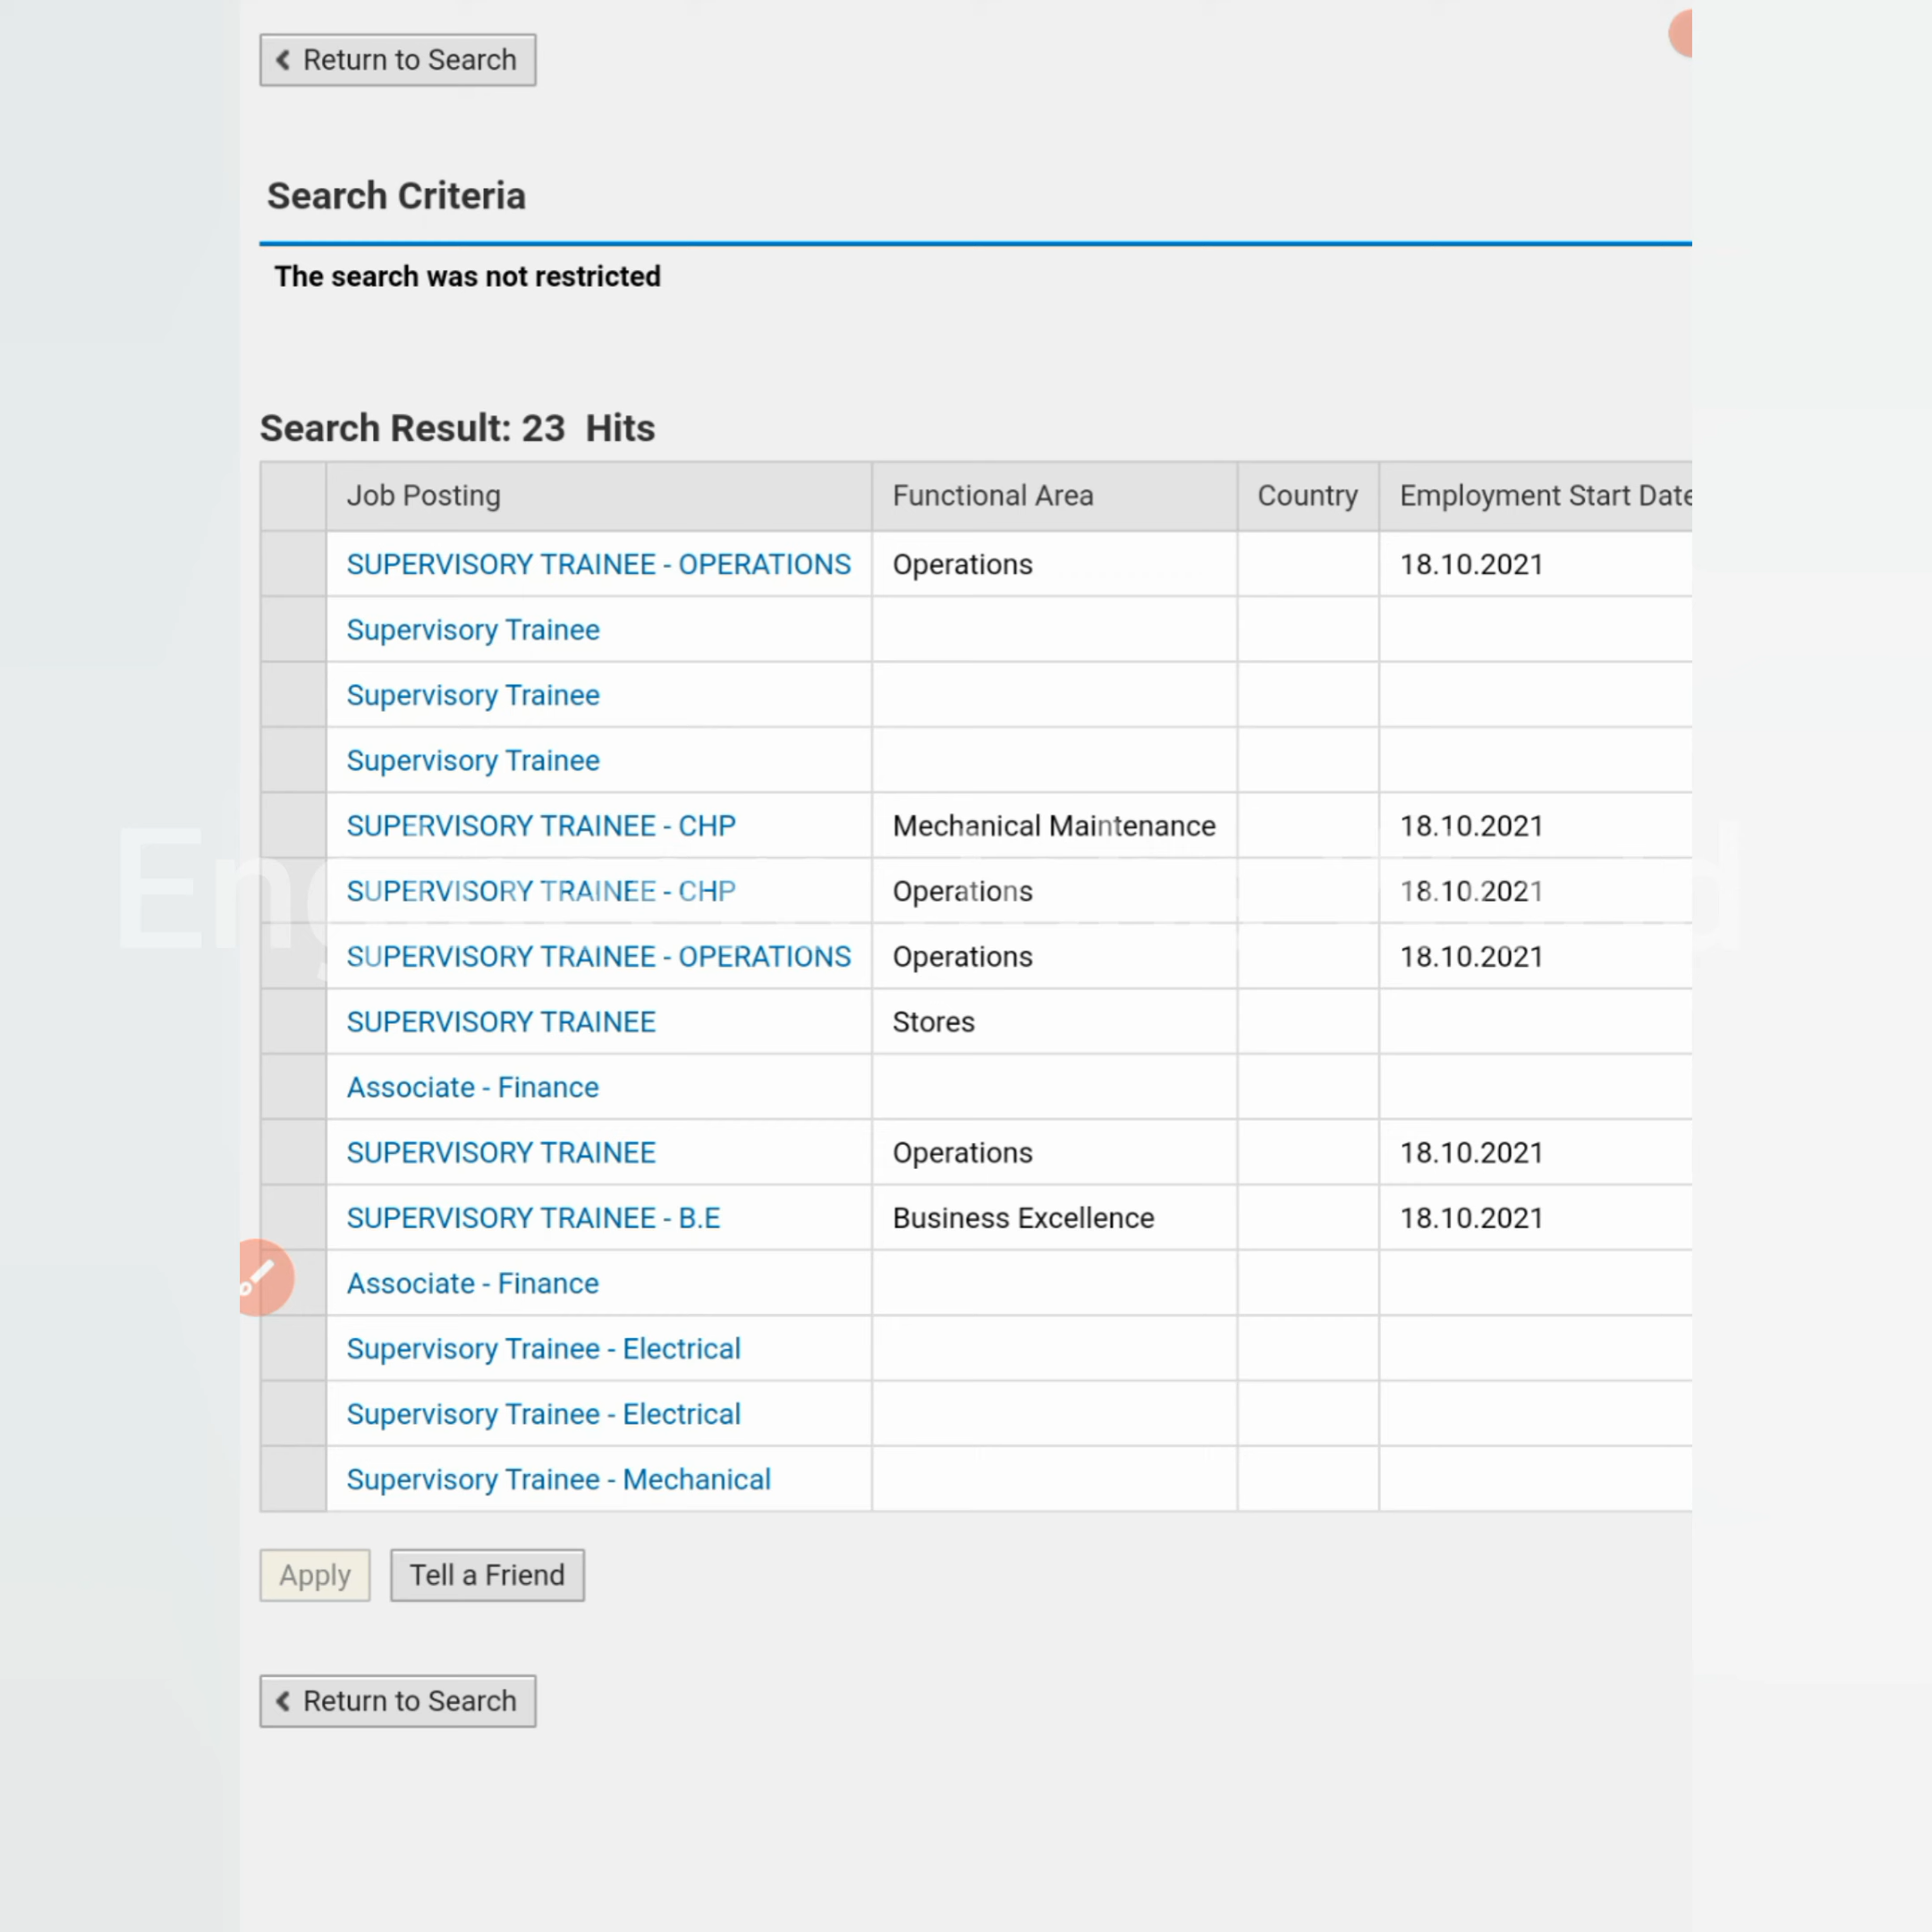 Return to Search
Search Criteria
The search was not restricted
Search Result: 23 Hits
Job Posting Functional Area Country Employment Start Date
SUPERVISORY TRAINEE - OPERATIONS Operations 18.10.2021
Supervisory Trainee
Supervisory Trainee
Supervisory Trainee
SUPERVISORY TRAINEE - CHP Mechanical Maintenance 18.10.2021
SUPERVISORY TRAINEE - CHP Operations 18.10.2021
SUPERVISORY TRAINEE - OPERATIONS Operations 18.10.2021
SUPERVISORY TRAINEE Stores
Associate - Finance
SUPERVISORY TRAINEE Operations 18.10.2021
SUPERVISORY TRAINEE - B.E Business Excellence 18.10.2021
Associate - Finance
Supervisory Trainee - Electrical
Supervisory Trainee - Electrical
Supervisory Trainee - Mechanical
Apply Tell a Friend
Return to Search